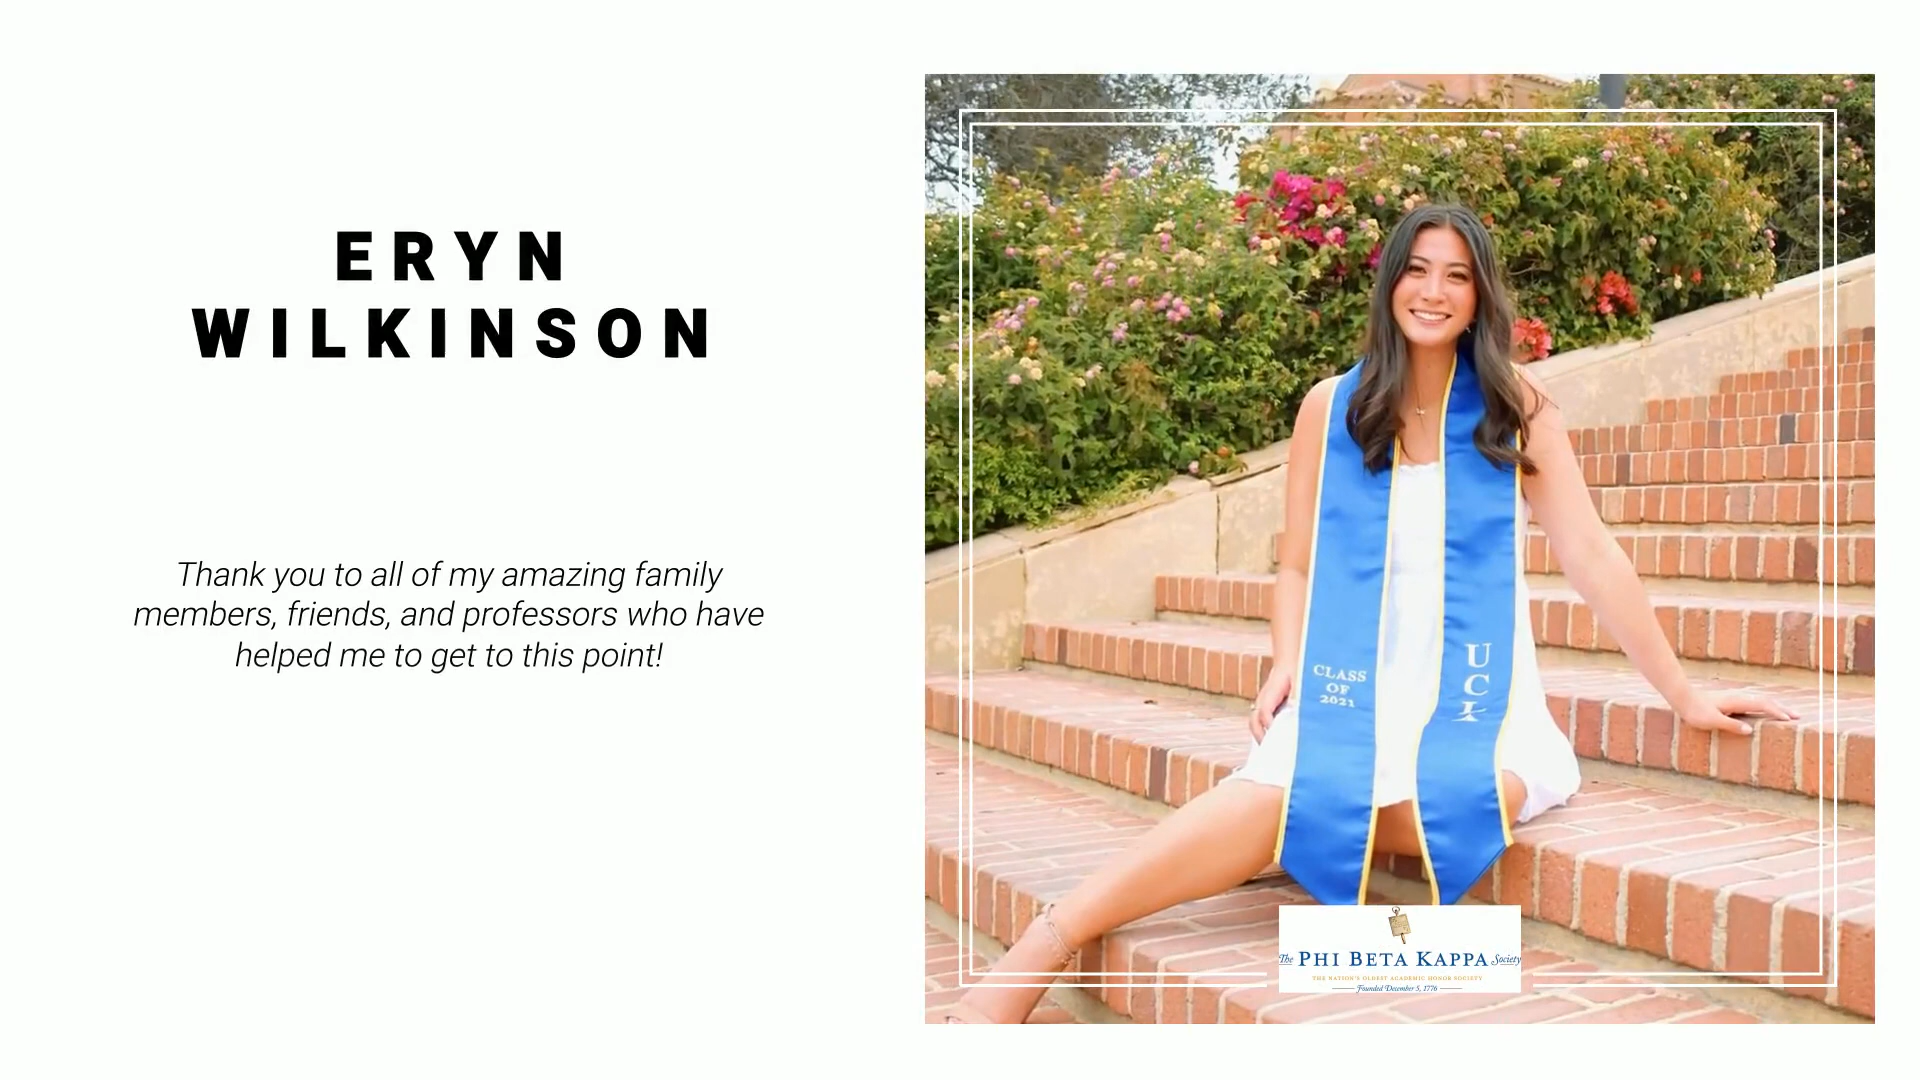 ERYN
WILKINSON
Thank you to all of my amazing family
members, friends, and professors who have
helped me to get to this point!
CLASS
OF
2021
U
C
L
The PHI BETA KAPPA Society
THE NATION'S OLDEST ACADEMIC HONOR SOCIETY
Founded December 5, 1776